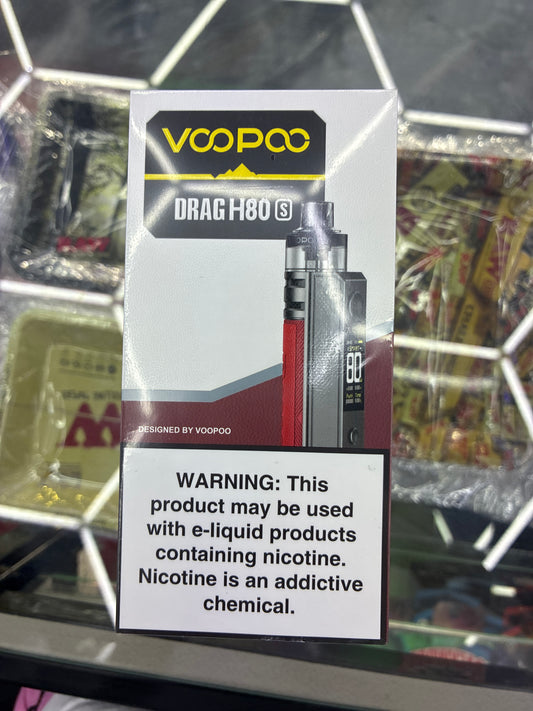 VOOPOO
DRAG H80 S
OOPOO
80
DESIGNED BY VOOPOO
WARNING: This
product may be used
with e-liquid products
containing nicotine.
Nicotine is an addictive
chemical.